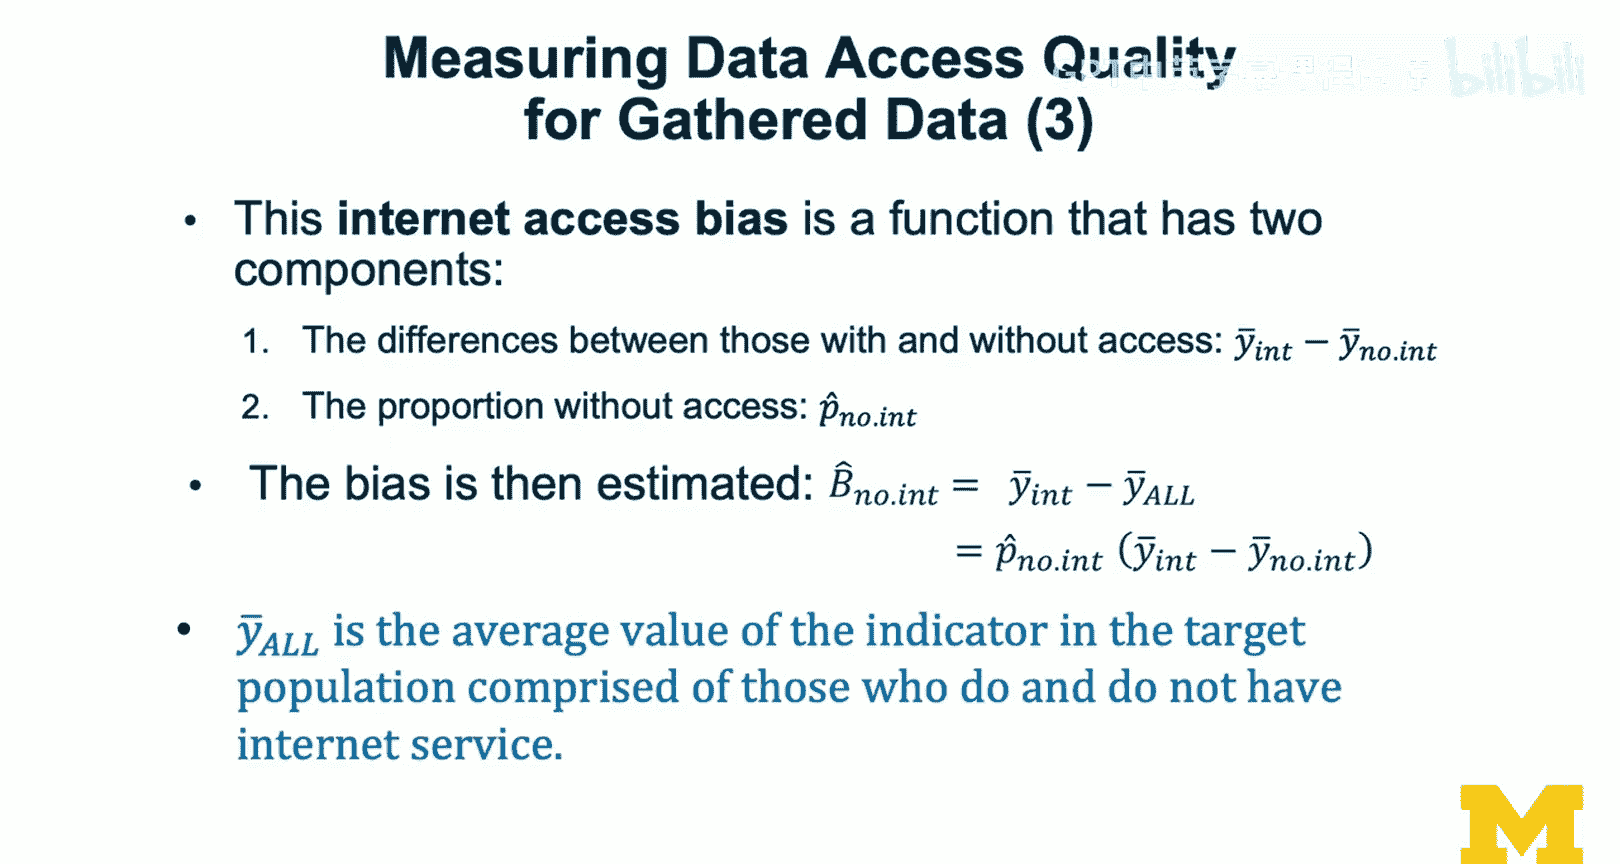 Measuring Data Access Quality
for Gathered Data (3)
bilibili
• This internet access bias is a function that has two
components:
1. The differences between those with and without access: ȳ_int − ȳ_no.int
2. The proportion without access: p̂_no.int
• The bias is then estimated: B̂_no.int = ȳ_int − ȳ_ALL
= p̂_no.int (ȳ_int − ȳ_no.int)
• ȳ_ALL is the average value of the indicator in the target
population comprised of those who do and do not have
internet service.
M